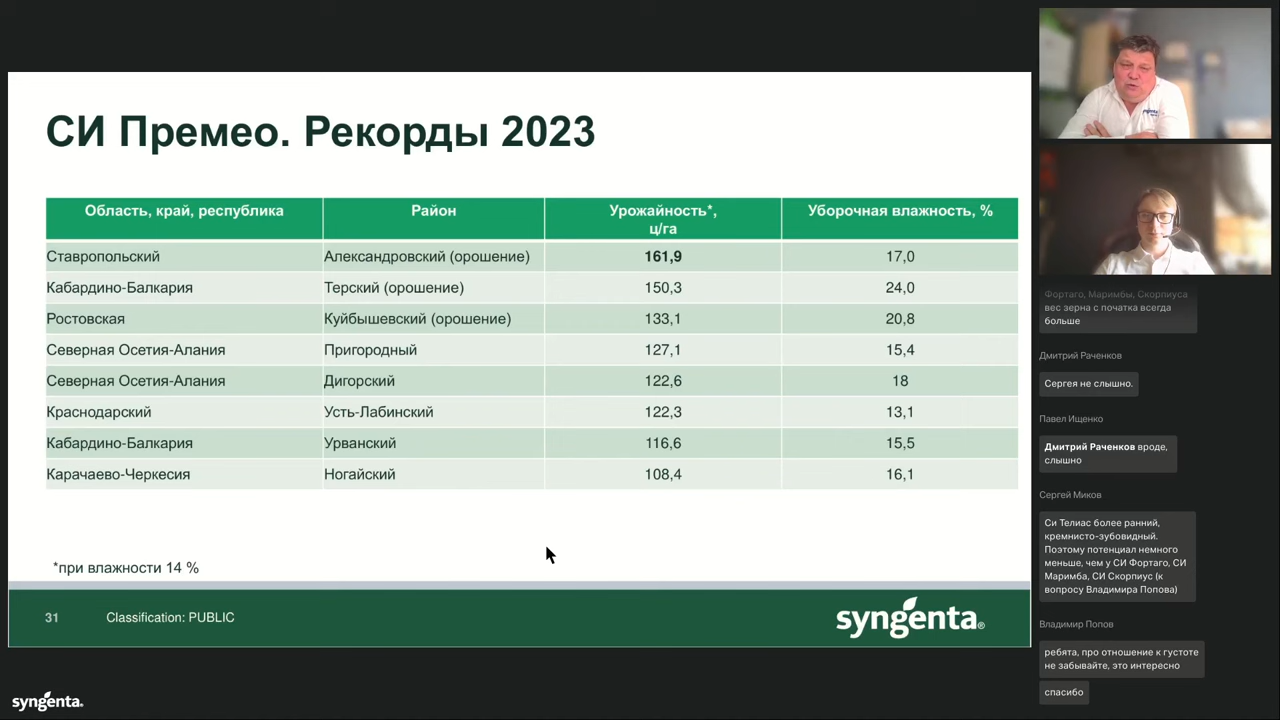 СИ Премео. Рекорды 2023
Область, край, республика Район Урожайность*, ц/га Уборочная влажность, %
Ставропольский Александровский (орошение) 161,9 17,0
Кабардино-Балкария Терский (орошение) 150,3 24,0
Ростовская Куйбышевский (орошение) 133,1 20,8
Северная Осетия-Алания Пригородный 127,1 15,4
Северная Осетия-Алания Дигорский 122,6 18
Краснодарский Усть-Лабинский 122,3 13,1
Кабардино-Балкария Урванский 116,6 15,5
Карачаево-Черкесия Ногайский 108,4 16,1
*при влажности 14 %
31 Classification: PUBLIC
syngenta®
syngenta.
Фортаго, Маримбы, Скорпиуса
вес зерна с початка всегда
больше
Дмитрий Раченков
Сергея не слышно.
Павел Ищенко
Дмитрий Раченков вроде,
слышно
Сергей Миков
Си Телиас более ранний,
кремнисто-зубовидный.
Поэтому потенциал немного
меньше, чем у СИ Фортаго, СИ
Маримба, СИ Скорпиус (к
вопросу Владимира Попова)
Владимир Попов
ребята, про отношение к густоте
не забывайте, это интересно
спасибо